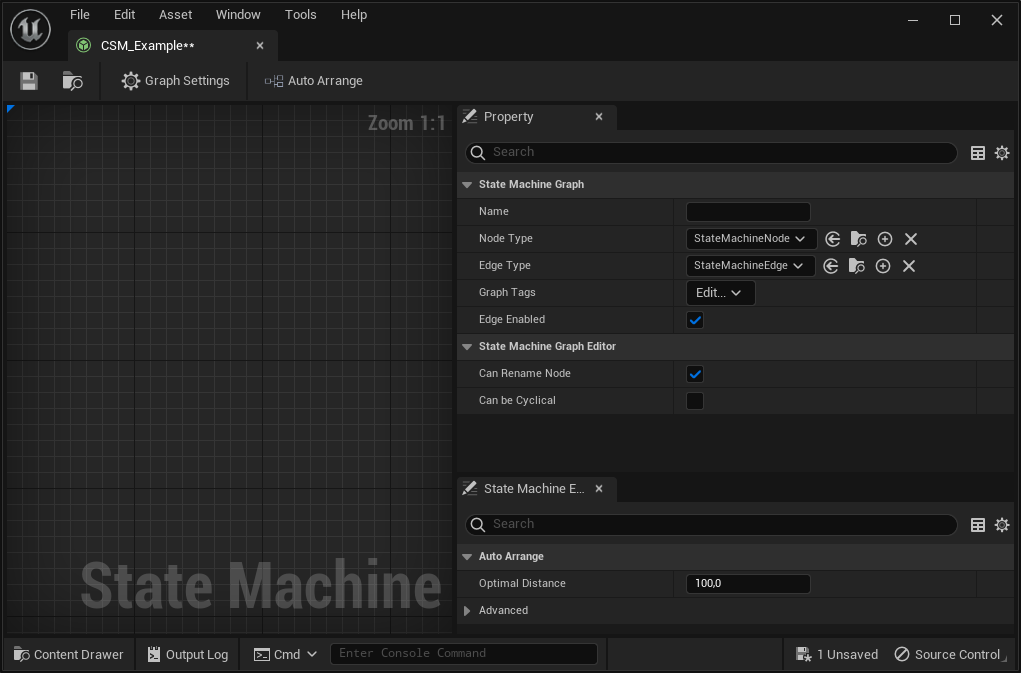 File Edit Asset Window Tools Help
CSM_Example**
Graph Settings Auto Arrange
Zoom 1:1
State Machine
Property
Search
State Machine Graph
Name
Node Type StateMachineNode
Edge Type StateMachineEdge
Graph Tags Edit...
Edge Enabled
State Machine Graph Editor
Can Rename Node
Can be Cyclical
State Machine E...
Search
Auto Arrange
Optimal Distance 100,0
Advanced
Content Drawer Output Log Cmd Enter Console Command 1 Unsaved Source Control